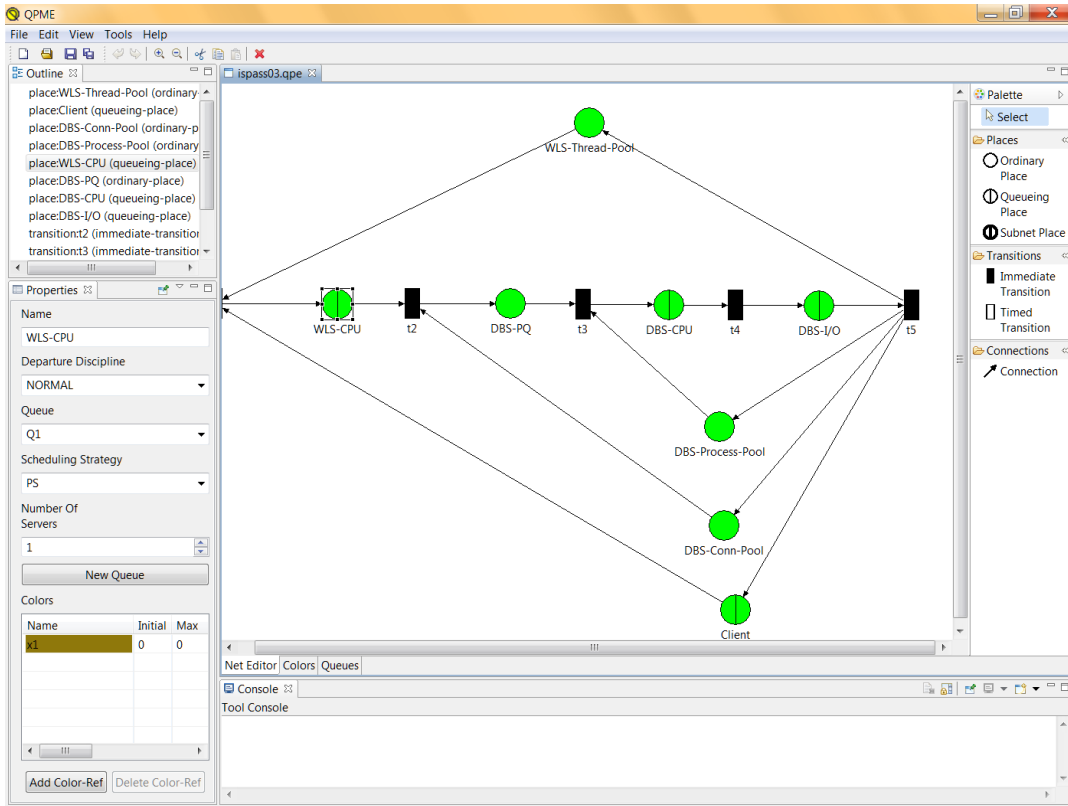 QPME
File Edit View Tools Help
Outline
place:WLS-Thread-Pool (ordinary-
place:Client (queueing-place)
place:DBS-Conn-Pool (ordinary-p
place:DBS-Process-Pool (ordinary
place:WLS-CPU (queueing-place)
place:DBS-PQ (ordinary-place)
place:DBS-CPU (queueing-place)
place:DBS-I/O (queueing-place)
transition:t2 (immediate-transition
transition:t3 (immediate-transition
Properties
Name
WLS-CPU
Departure Discipline
NORMAL
Queue
Q1
Scheduling Strategy
PS
Number Of
Servers
1
New Queue
Colors
Name Initial Max
x1 0 0
Add Color-Ref Delete Color-Ref
ispass03.qpe
WLS-Thread-Pool
WLS-CPU t2 DBS-PQ t3 DBS-CPU t4 DBS-I/O t5
DBS-Process-Pool
DBS-Conn-Pool
Client
Net Editor Colors Queues
Palette
Select
Places
Ordinary
Place
Queueing
Place
Subnet Place
Transitions
Immediate
Transition
Timed
Transition
Connections
Connection
Console
Tool Console